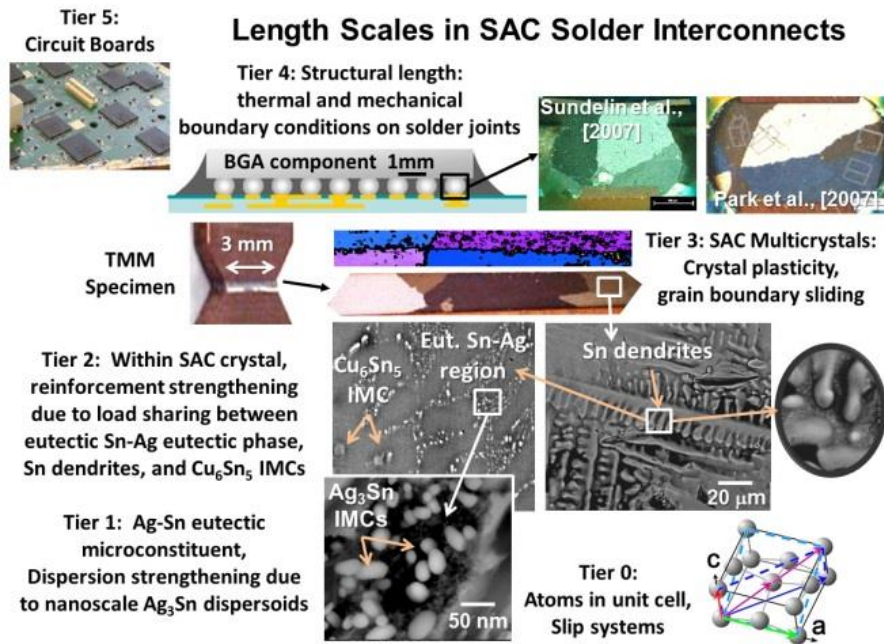 Tier 5:
Circuit Boards
Length Scales in SAC Solder Interconnects
Tier 4: Structural length:
thermal and mechanical
boundary conditions on solder joints
BGA component 1mm
Sundelin et al.,
[2007]
Park et al., [2007]
TMM
Specimen
3 mm
Tier 3: SAC Multicrystals:
Crystal plasticity,
grain boundary sliding
Tier 2: Within SAC crystal,
reinforcement strengthening
due to load sharing between
eutectic Sn-Ag eutectic phase,
Sn dendrites, and Cu₆Sn₅ IMCs
Cu₆Sn₅
IMC
Eut. Sn-Ag
region
Sn dendrites
20 μm
Tier 1: Ag-Sn eutectic
microconstituent,
Dispersion strengthening due
to nanoscale Ag₃Sn dispersoids
Ag₃Sn
IMCs
50 nm
Tier 0:
Atoms in unit cell,
Slip systems
c
a